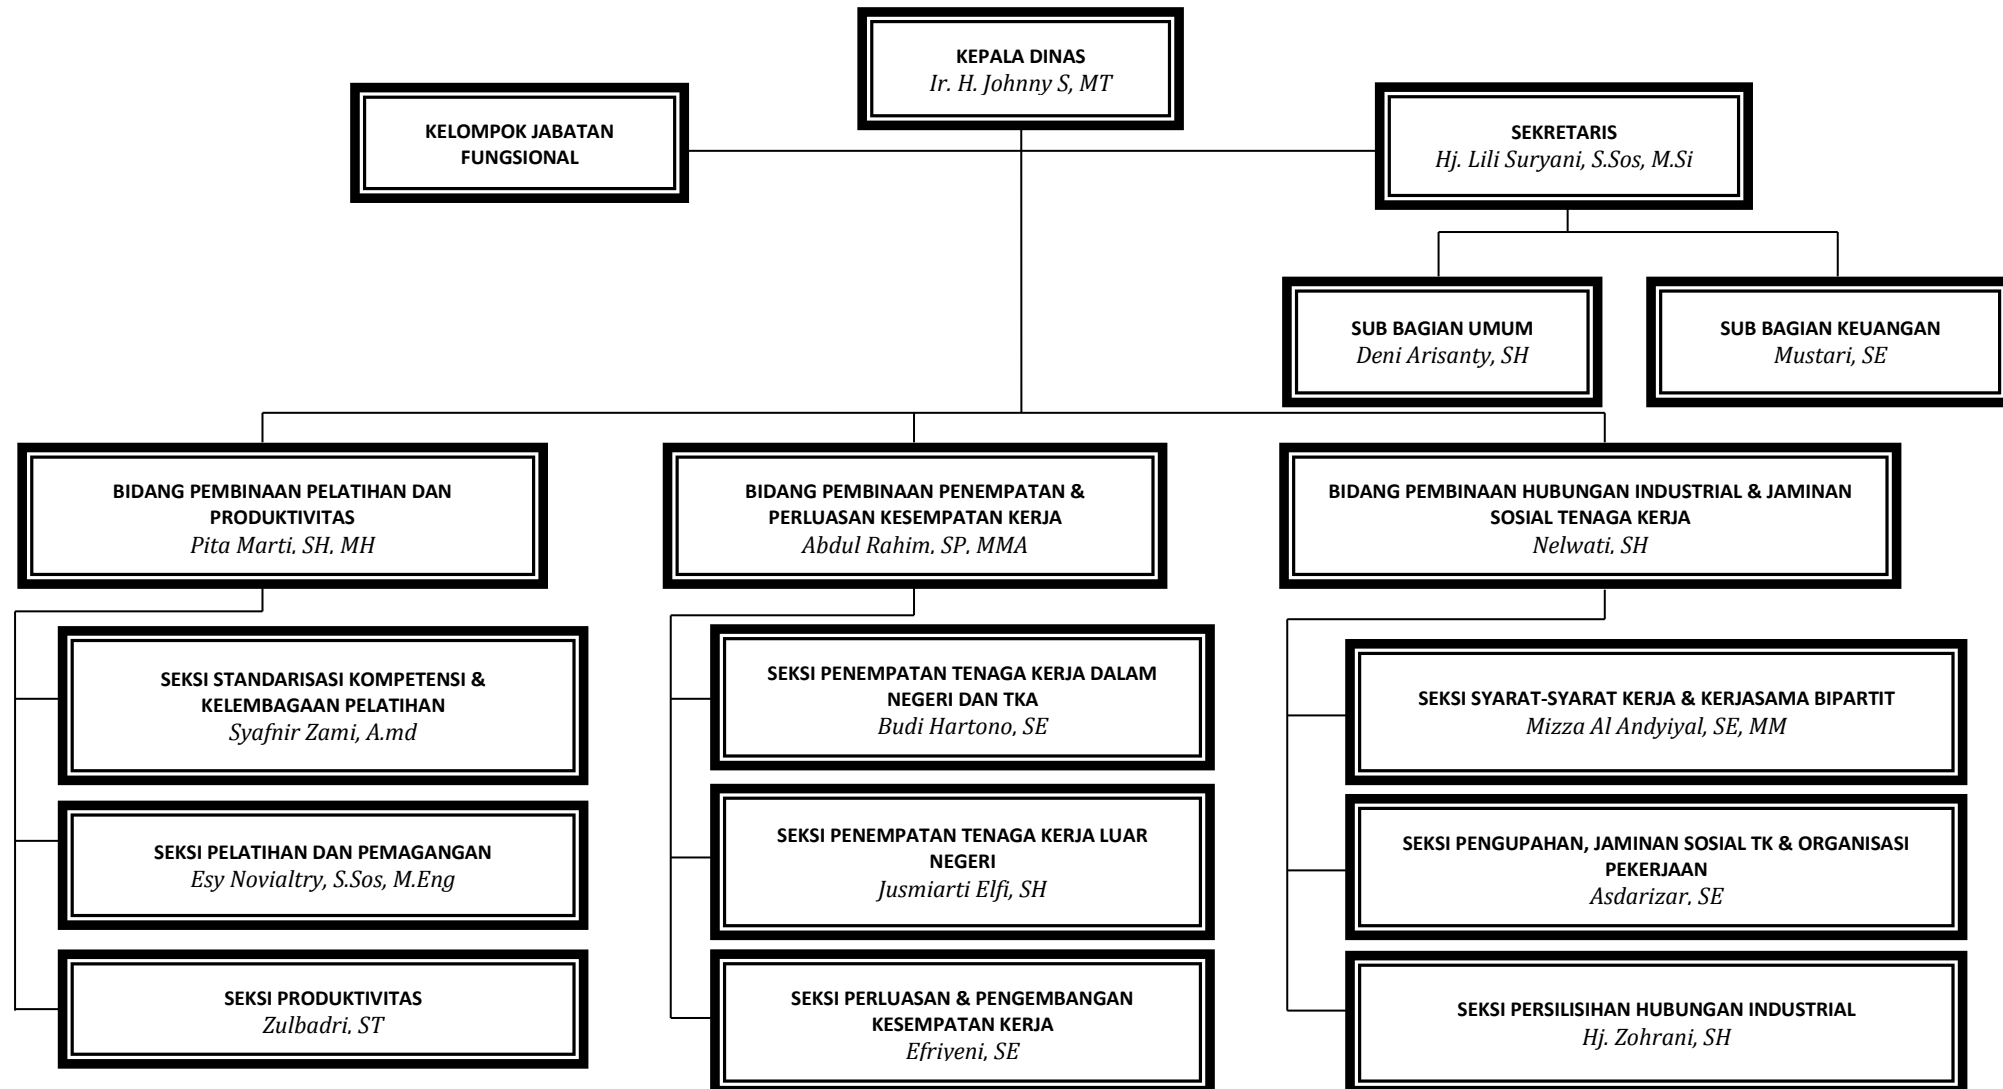 KEPALA DINAS
Ir. H. Johnny S, MT
KELOMPOK JABATAN
FUNGSIONAL
SEKRETARIS
Hj. Lili Suryani, S.Sos, M.Si
SUB BAGIAN UMUM
Deni Arisanty, SH
SUB BAGIAN KEUANGAN
Mustari, SE
BIDANG PEMBINAAN PELATIHAN DAN
PRODUKTIVITAS
Pita Marti, SH, MH
BIDANG PEMBINAAN PENEMPATAN &
PERLUASAN KESEMPATAN KERJA
Abdul Rahim, SP, MMA
BIDANG PEMBINAAN HUBUNGAN INDUSTRIAL & JAMINAN
SOSIAL TENAGA KERJA
Nelwati, SH
SEKSI STANDARISASI KOMPETENSI &
KELEMBAGAAN PELATIHAN
Syafnir Zami, A.md
SEKSI PELATIHAN DAN PEMAGANGAN
Esy Novialtry, S.Sos, M.Eng
SEKSI PRODUKTIVITAS
Zulbadri, ST
SEKSI PENEMPATAN TENAGA KERJA DALAM
NEGERI DAN TKA
Budi Hartono, SE
SEKSI PENEMPATAN TENAGA KERJA LUAR
NEGERI
Jusmiarti Elfi, SH
SEKSI PERLUASAN & PENGEMBANGAN
KESEMPATAN KERJA
Efriyeni, SE
SEKSI SYARAT-SYARAT KERJA & KERJASAMA BIPARTIT
Mizza Al Andyiyal, SE, MM
SEKSI PENGUPAHAN, JAMINAN SOSIAL TK & ORGANISASI
PEKERJAAN
Asdarizar, SE
SEKSI PERSILISIHAN HUBUNGAN INDUSTRIAL
Hj. Zohrani, SH